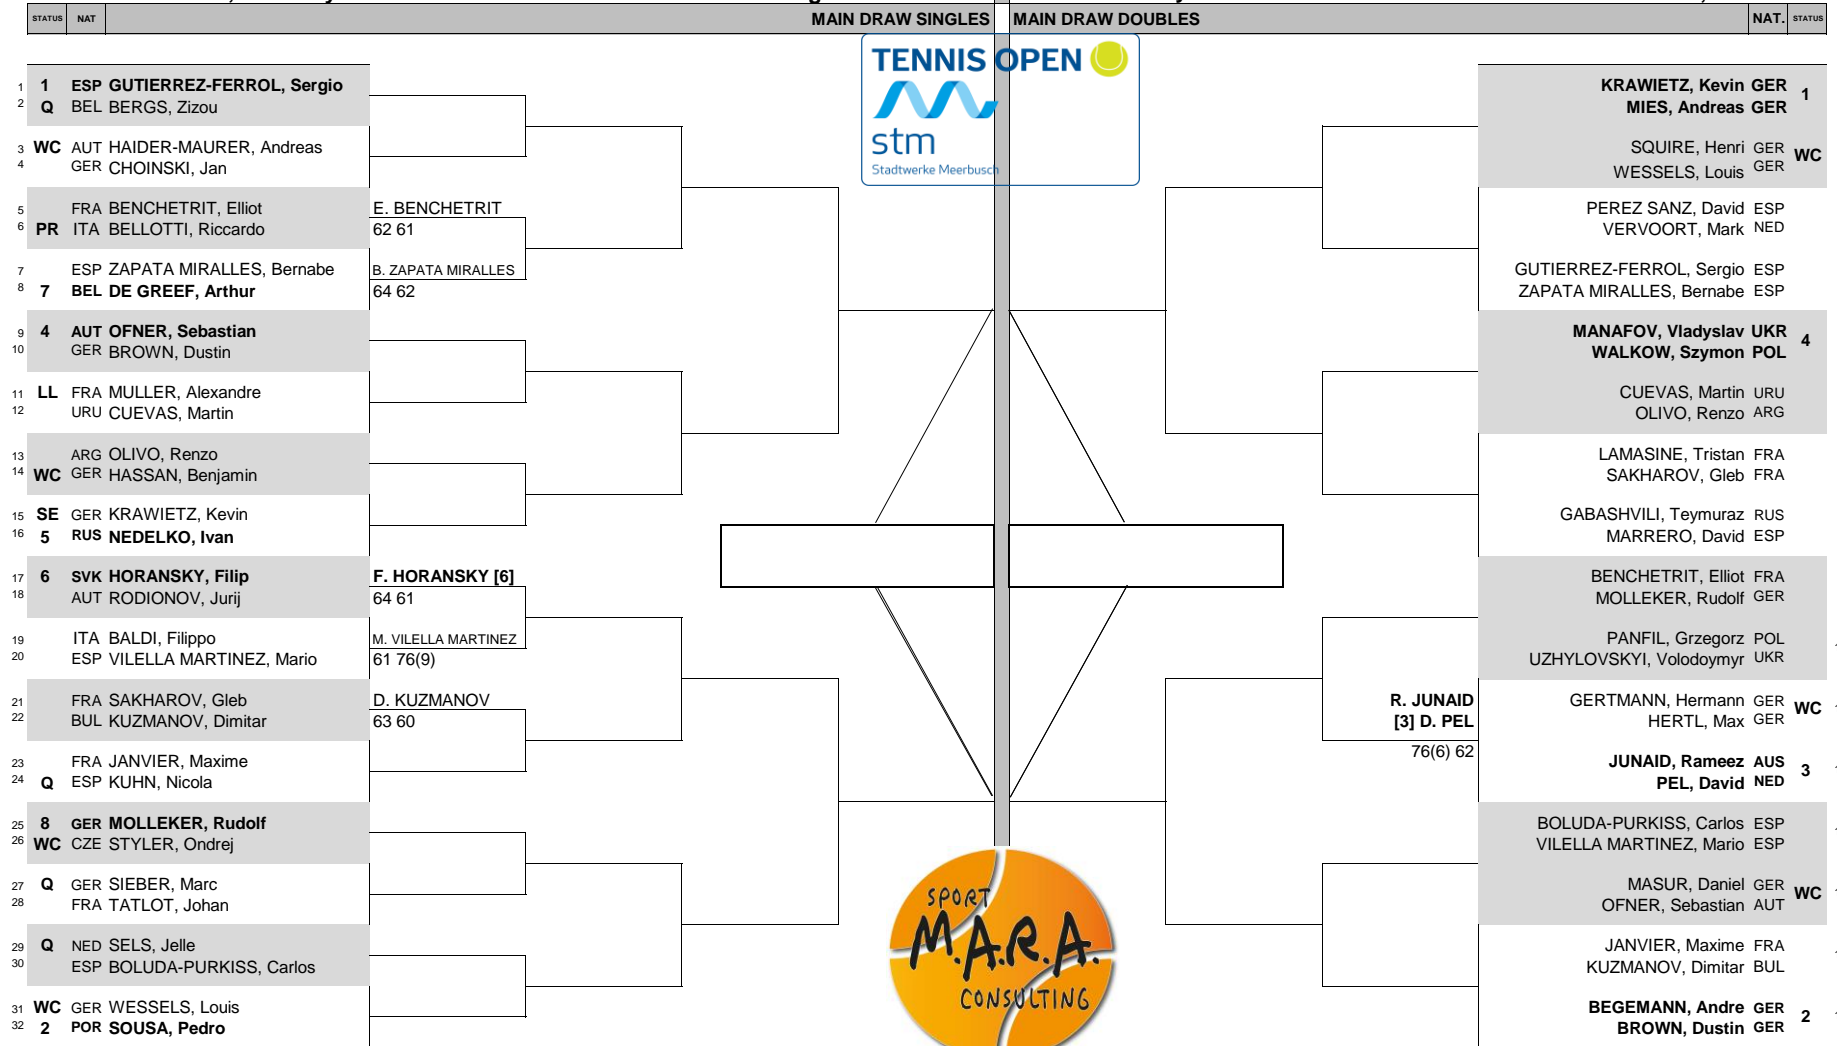 STATUS NAT MAIN DRAW SINGLES MAIN DRAW DOUBLES NAT. STATUS
TENNIS OPEN
stm
Stadtwerke Meerbusch
1 1 ESP GUTIERREZ-FERROL, Sergio
2 Q BEL BERGS, Zizou
3 WC AUT HAIDER-MAURER, Andreas
4 GER CHOINSKI, Jan
5 FRA BENCHETRIT, Elliot E. BENCHETRIT
6 PR ITA BELLOTTI, Riccardo 62 61
7 ESP ZAPATA MIRALLES, Bernabe B. ZAPATA MIRALLES
8 7 BEL DE GREEF, Arthur 64 62
9 4 AUT OFNER, Sebastian
10 GER BROWN, Dustin
11 LL FRA MULLER, Alexandre
12 URU CUEVAS, Martin
13 ARG OLIVO, Renzo
14 WC GER HASSAN, Benjamin
15 SE GER KRAWIETZ, Kevin
16 5 RUS NEDELKO, Ivan
17 6 SVK HORANSKY, Filip F. HORANSKY [6]
18 AUT RODIONOV, Jurij 64 61
19 ITA BALDI, Filippo M. VILELLA MARTINEZ
20 ESP VILELLA MARTINEZ, Mario 61 76(9)
21 FRA SAKHAROV, Gleb D. KUZMANOV
22 BUL KUZMANOV, Dimitar 63 60
23 FRA JANVIER, Maxime
24 Q ESP KUHN, Nicola
25 8 GER MOLLEKER, Rudolf
26 WC CZE STYLER, Ondrej
27 Q GER SIEBER, Marc
28 FRA TATLOT, Johan
29 Q NED SELS, Jelle
30 ESP BOLUDA-PURKISS, Carlos
31 WC GER WESSELS, Louis
32 2 POR SOUSA, Pedro
KRAWIETZ, Kevin GER 1
MIES, Andreas GER
SQUIRE, Henri GER WC
WESSELS, Louis GER
PEREZ SANZ, David ESP
VERVOORT, Mark NED
GUTIERREZ-FERROL, Sergio ESP
ZAPATA MIRALLES, Bernabe ESP
MANAFOV, Vladyslav UKR 4
WALKOW, Szymon POL
CUEVAS, Martin URU
OLIVO, Renzo ARG
LAMASINE, Tristan FRA
SAKHAROV, Gleb FRA
GABASHVILI, Teymuraz RUS
MARRERO, David ESP
BENCHETRIT, Elliot FRA
MOLLEKER, Rudolf GER
PANFIL, Grzegorz POL
UZHYLOVSKYI, Volodoymyr UKR
R. JUNAID GERTMANN, Hermann GER WC
[3] D. PEL HERTL, Max GER
76(6) 62
JUNAID, Rameez AUS 3
PEL, David NED
BOLUDA-PURKISS, Carlos ESP
VILELLA MARTINEZ, Mario ESP
MASUR, Daniel GER WC
OFNER, Sebastian AUT
JANVIER, Maxime FRA
KUZMANOV, Dimitar BUL
BEGEMANN, Andre GER 2
BROWN, Dustin GER
SPORT
M.A.R.A.
CONSULTING